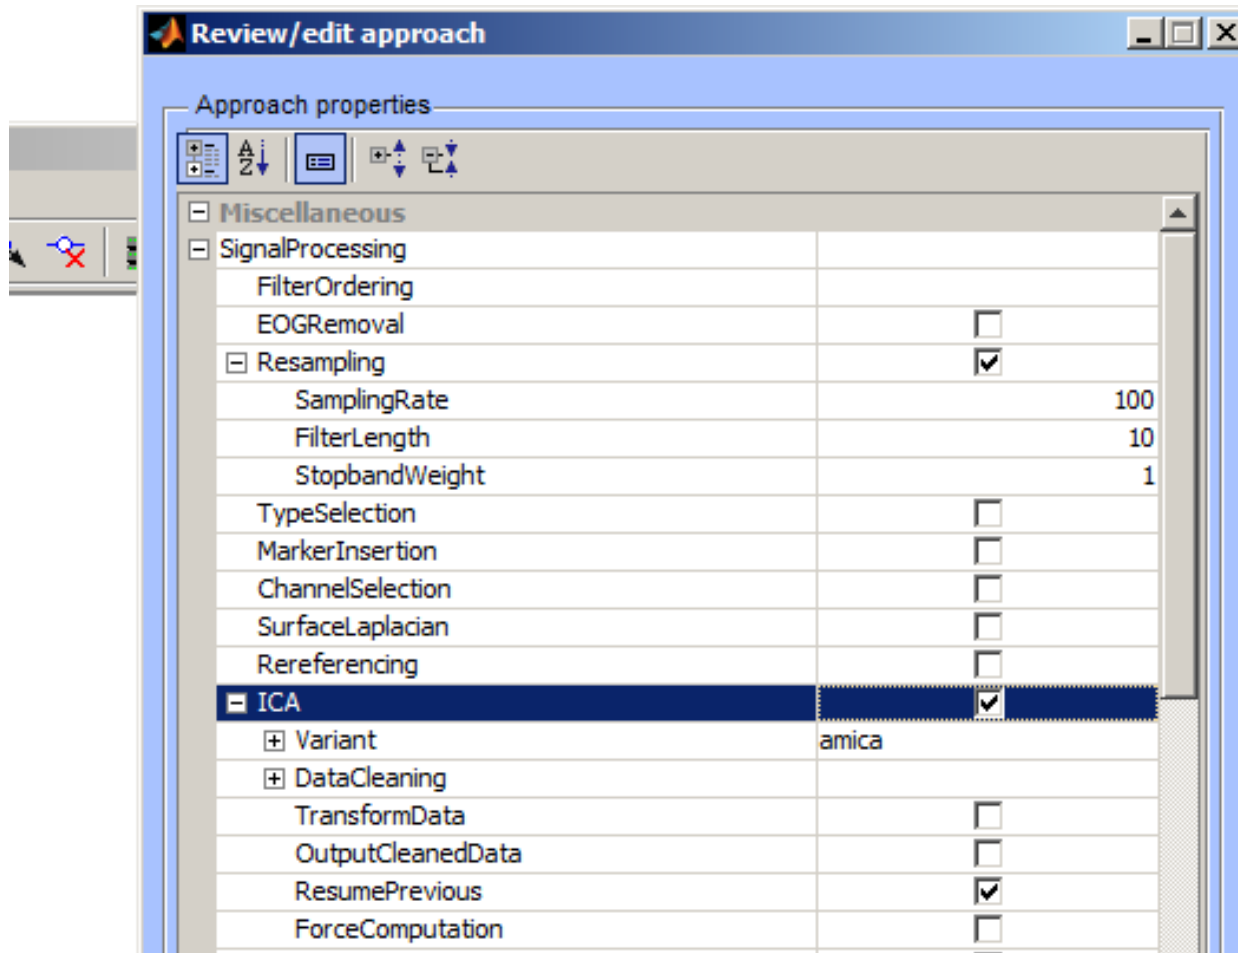 Review/edit approach
Approach properties
Miscellaneous
SignalProcessing
FilterOrdering
EOGRemoval
Resampling
SamplingRate 100
FilterLength 10
StopbandWeight 1
TypeSelection
MarkerInsertion
ChannelSelection
SurfaceLaplacian
Rereferencing
ICA
Variant amica
DataCleaning
TransformData
OutputCleanedData
ResumePrevious
ForceComputation